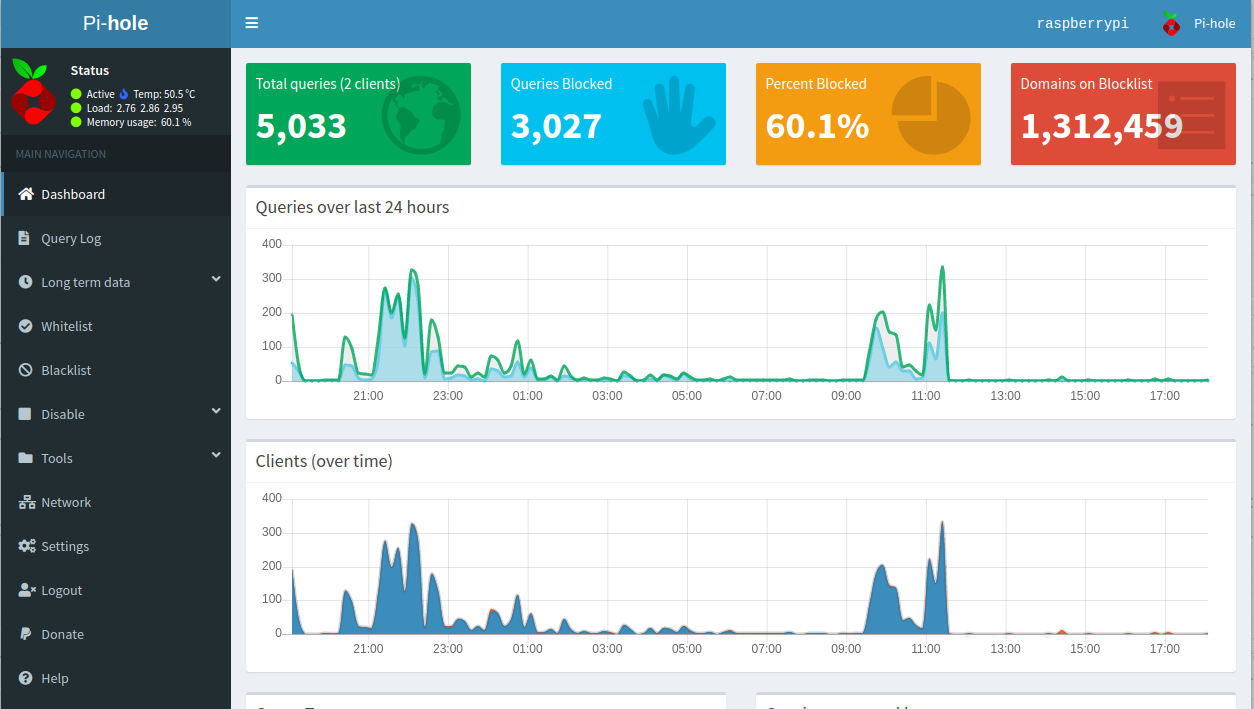 Pi-hole
raspberrypi
Pi-hole
Status
Active Temp: 50.5 °C
Load: 2.76 2.86 2.95
Memory usage: 60.1 %
MAIN NAVIGATION
Dashboard
Query Log
Long term data
Whitelist
Blacklist
Disable
Tools
Network
Settings
Logout
Donate
Help
Total queries (2 clients)
5,033
Queries Blocked
3,027
Percent Blocked
60.1%
Domains on Blocklist
1,312,459
Queries over last 24 hours
400
300
200
100
0
21:00 23:00 01:00 03:00 05:00 07:00 09:00 11:00 13:00 15:00 17:00
Clients (over time)
400
300
200
100
0
21:00 23:00 01:00 03:00 05:00 07:00 09:00 11:00 13:00 15:00 17:00